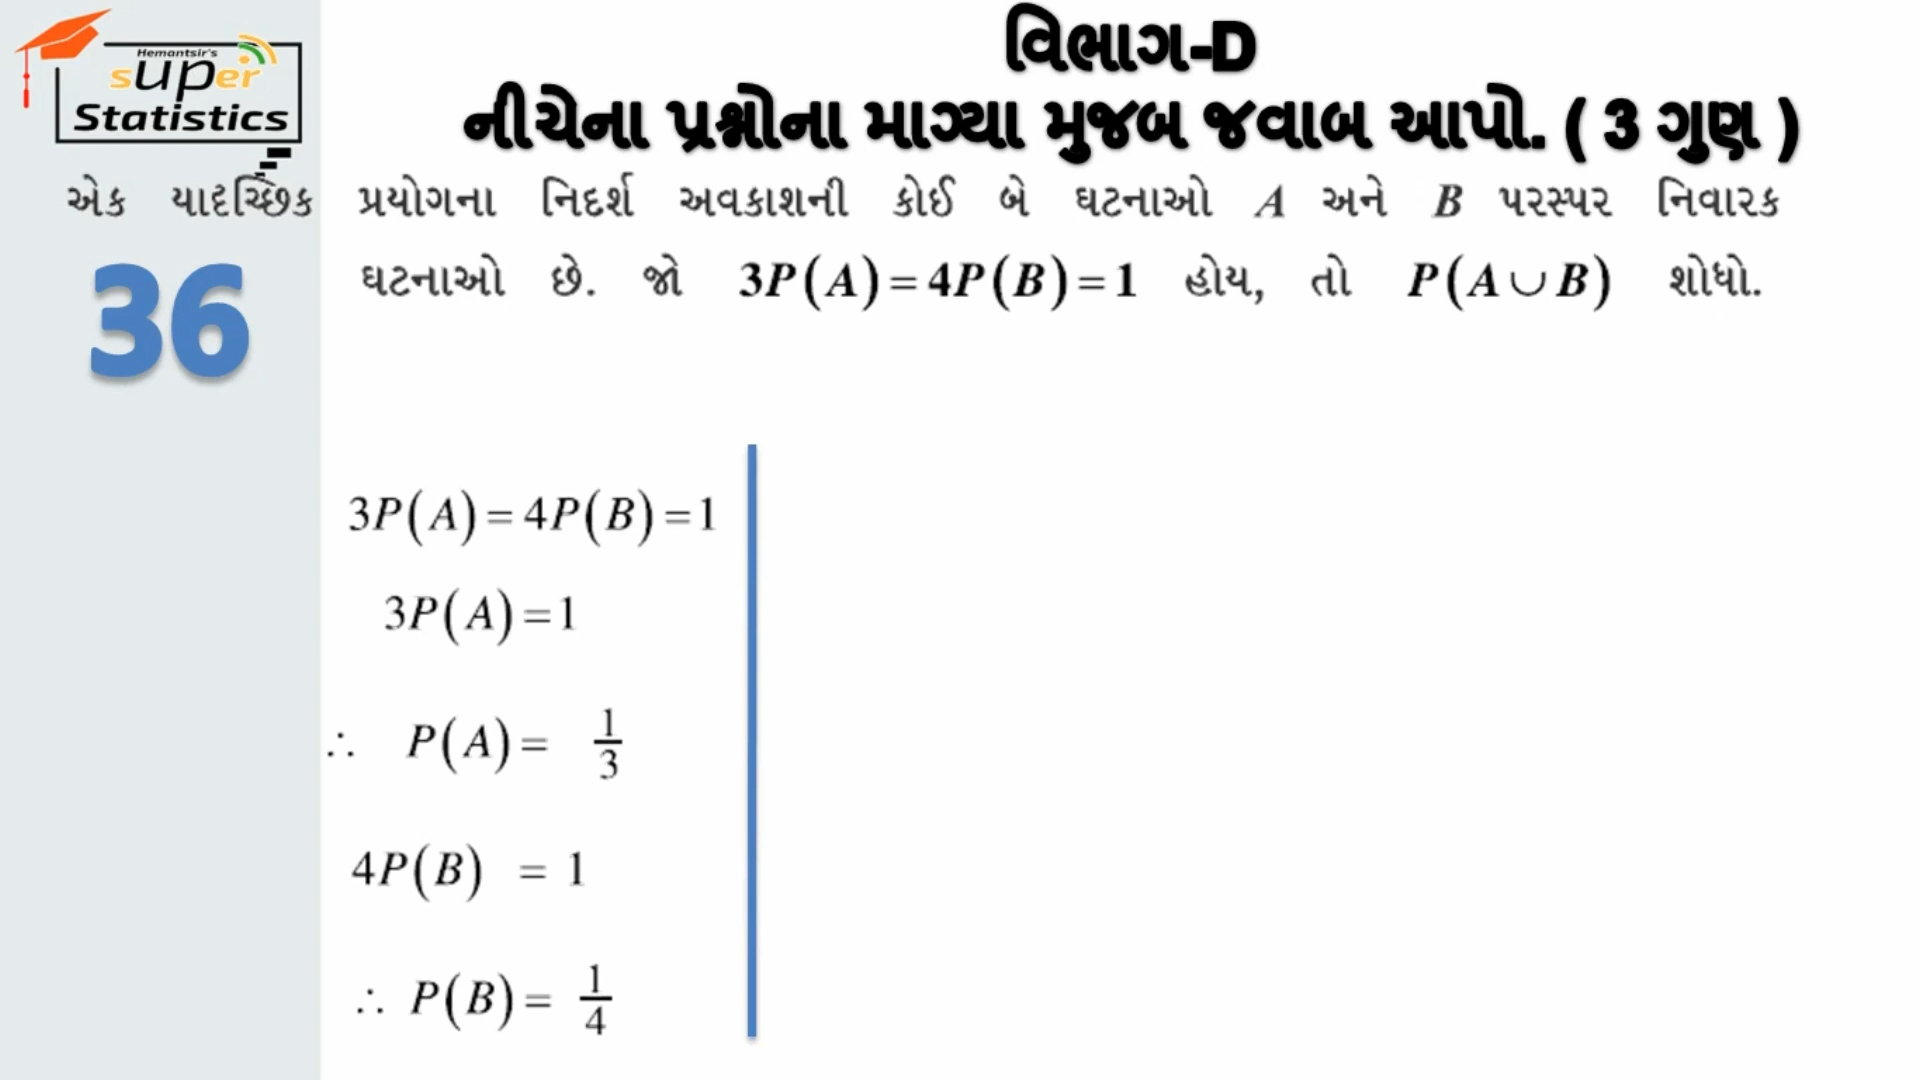 Hemantsir's
super
Statistics
વિભાગ-D
નીચેના પ્રશ્નોના માગ્યા મુજબ જવાબ આપો. ( 3 ગુણ )
એક યાદૃચ્છિક પ્રયોગના નિદર્શ અવકાશની કોઈ બે ઘટનાઓ A અને B પરસ્પર નિવારક
36
ઘટનાઓ છે. જો 3P(A)=4P(B)=1 હોય, તો P(A∪B) શોધો.
3P(A)=4P(B)=1
3P(A)=1
∴ P(A)= 1/3
4P(B) = 1
∴ P(B)= 1/4